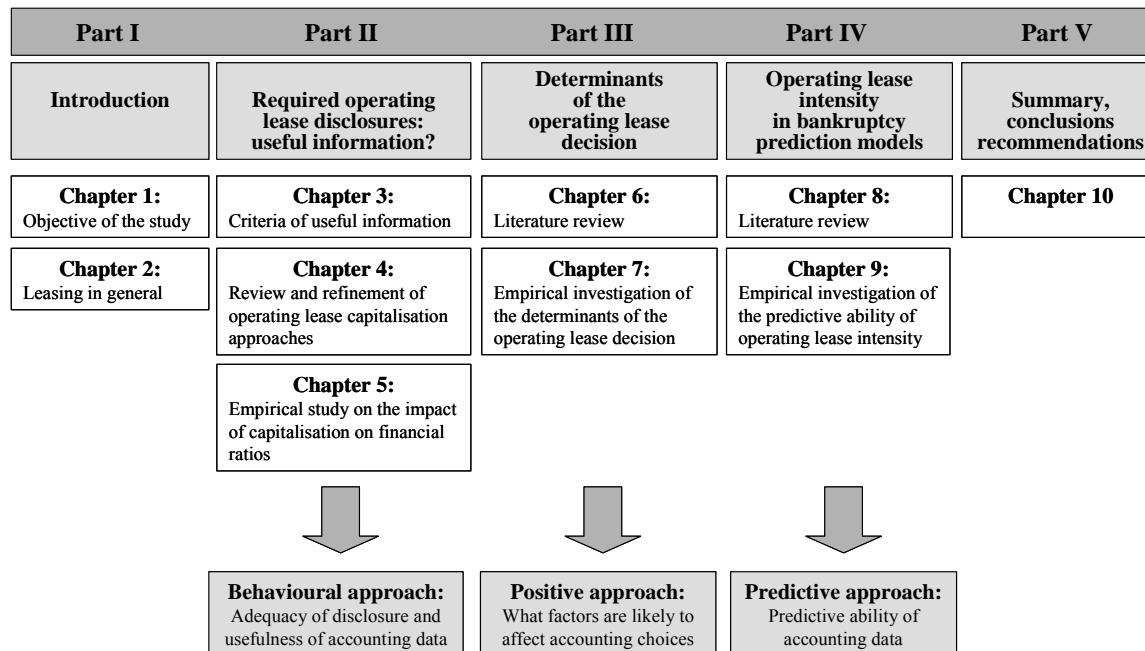 Part I
Part II
Part III
Part IV
Part V
Introduction
Required operating
lease disclosures:
useful information?
Determinants
of the
operating lease
decision
Operating lease
intensity
in bankruptcy
prediction models
Summary,
conclusions
recommendations
Chapter 1:
Objective of the study
Chapter 2:
Leasing in general
Chapter 3:
Criteria of useful information
Chapter 4:
Review and refinement of
operating lease capitalisation
approaches
Chapter 5:
Empirical study on the impact
of capitalisation on financial
ratios
Chapter 6:
Literature review
Chapter 7:
Empirical investigation of
the determinants of the
operating lease decision
Chapter 8:
Literature review
Chapter 9:
Empirical investigation of
the predictive ability of
operating lease intensity
Chapter 10
Behavioural approach:
Adequacy of disclosure and
usefulness of accounting data
Positive approach:
What factors are likely to
affect accounting choices
Predictive approach:
Predictive ability of
accounting data